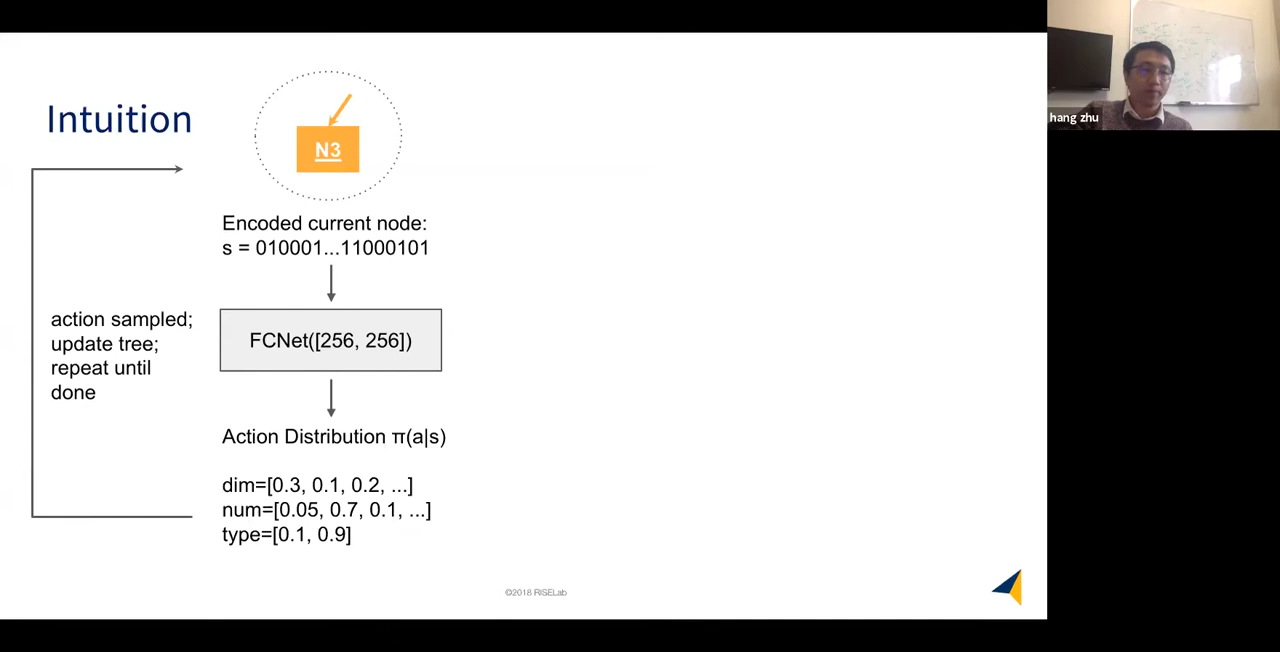 Intuition
N3
Encoded current node:
s = 010001...11000101
action sampled;
update tree;
repeat until
done
FCNet([256, 256])
Action Distribution π(a|s)
dim=[0.3, 0.1, 0.2, ...]
num=[0.05, 0.7, 0.1, ...]
type=[0.1, 0.9]
©2018 RISELab
hang zhu